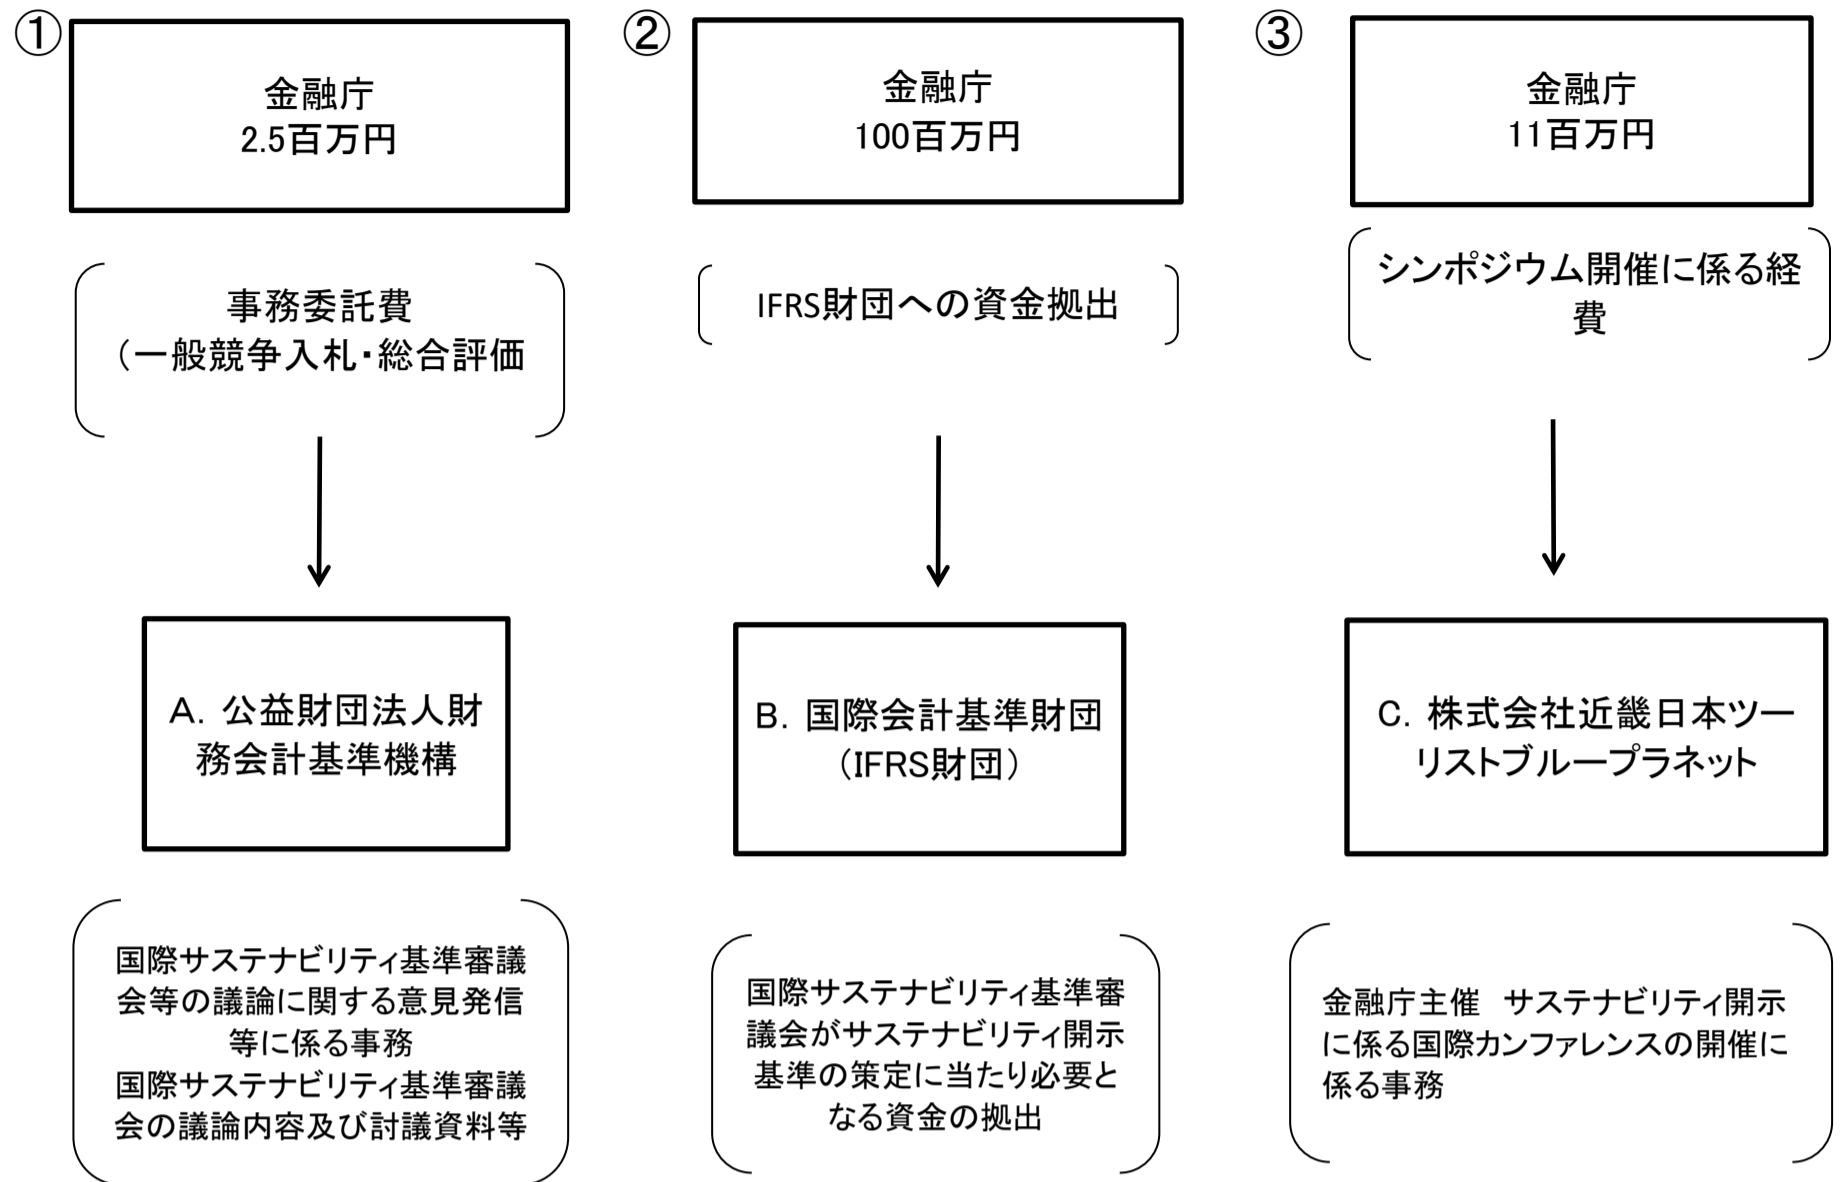 ①
金融庁
2.5百万円
事務委託費
（一般競争入札・総合評価
A．公益財団法人財
務会計基準機構
国際サステナビリティ基準審議
会等の議論に関する意見発信
等に係る事務
国際サステナビリティ基準審議
会の議論内容及び討議資料等
②
金融庁
100百万円
IFRS財団への資金拠出
B．国際会計基準財団
（IFRS財団）
国際サステナビリティ基準審
議会がサステナビリティ開示
基準の策定に当たり必要と
なる資金の拠出
③
金融庁
11百万円
シンポジウム開催に係る経
費
C．株式会社近畿日本ツー
リストブループラネット
金融庁主催　サステナビリティ開示
に係る国際カンファレンスの開催に
係る事務